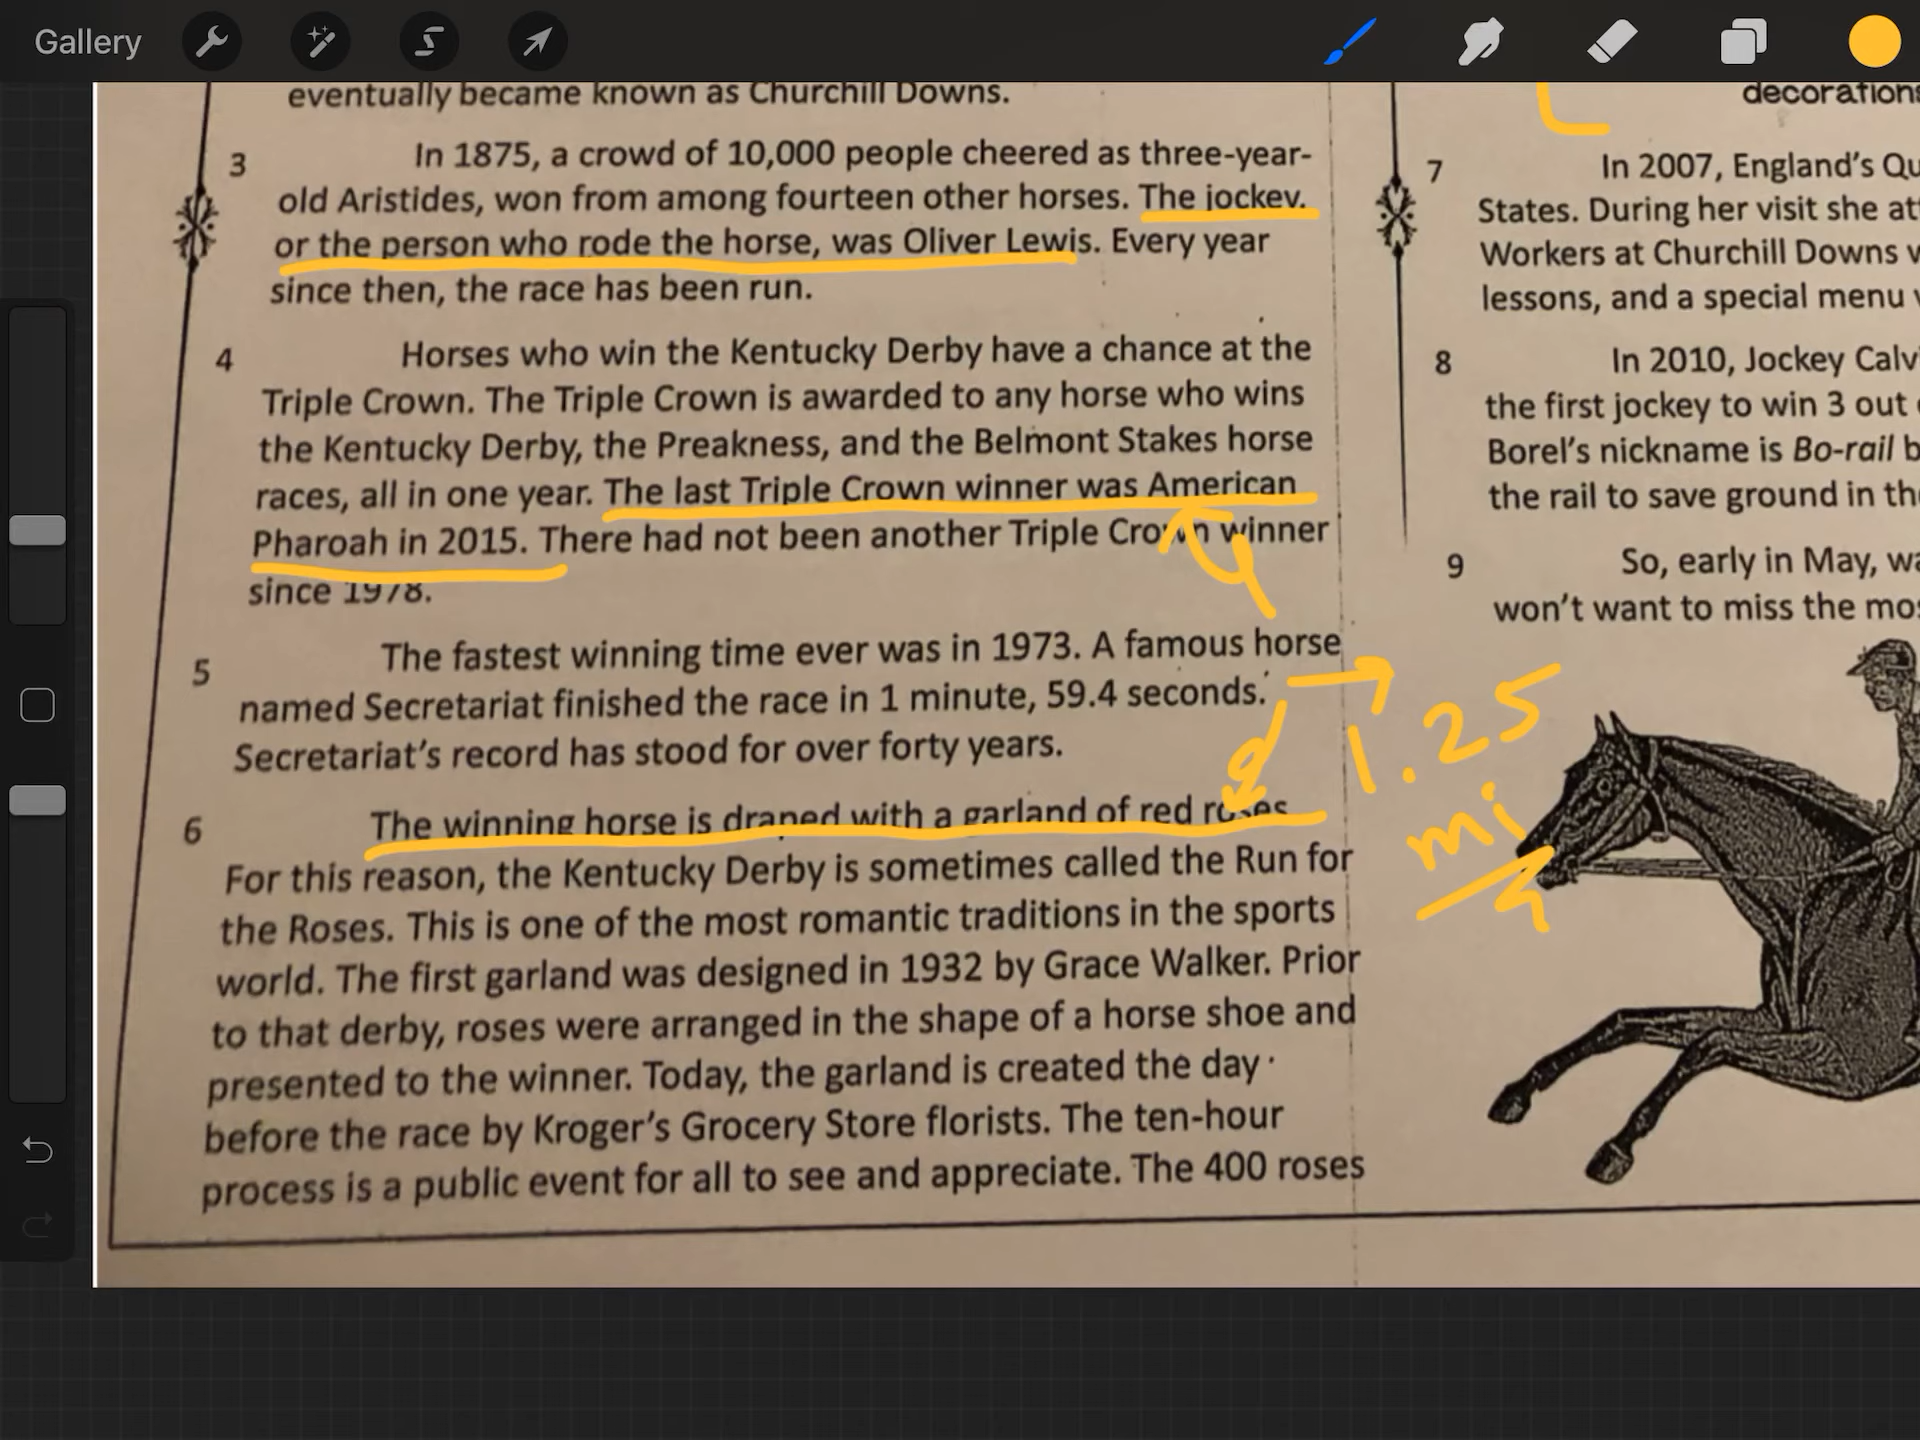 Gallery
eventually became known as Churchill Downs.
3 In 1875, a crowd of 10,000 people cheered as three-year-
old Aristides, won from among fourteen other horses. The jockey,
or the person who rode the horse, was Oliver Lewis. Every year
since then, the race has been run.
4 Horses who win the Kentucky Derby have a chance at the
Triple Crown. The Triple Crown is awarded to any horse who wins
the Kentucky Derby, the Preakness, and the Belmont Stakes horse
races, all in one year. The last Triple Crown winner was American
Pharoah in 2015. There had not been another Triple Crown winner
since 1978.
5 The fastest winning time ever was in 1973. A famous horse
named Secretariat finished the race in 1 minute, 59.4 seconds.
Secretariat's record has stood for over forty years.
6 The winning horse is draped with a garland of red roses
For this reason, the Kentucky Derby is sometimes called the Run for
the Roses. This is one of the most romantic traditions in the sports
world. The first garland was designed in 1932 by Grace Walker. Prior
to that derby, roses were arranged in the shape of a horse shoe and
presented to the winner. Today, the garland is created the day
before the race by Kroger's Grocery Store florists. The ten-hour
process is a public event for all to see and appreciate. The 400 roses
1.25
mi
decorations
7 In 2007, England's Qu
States. During her visit she at
Workers at Churchill Downs
lessons, and a special menu
8 In 2010, Jockey Calv
the first jockey to win 3 out
Borel's nickname is Bo-rail b
the rail to save ground in th
9 So, early in May, wa
won't want to miss the mo